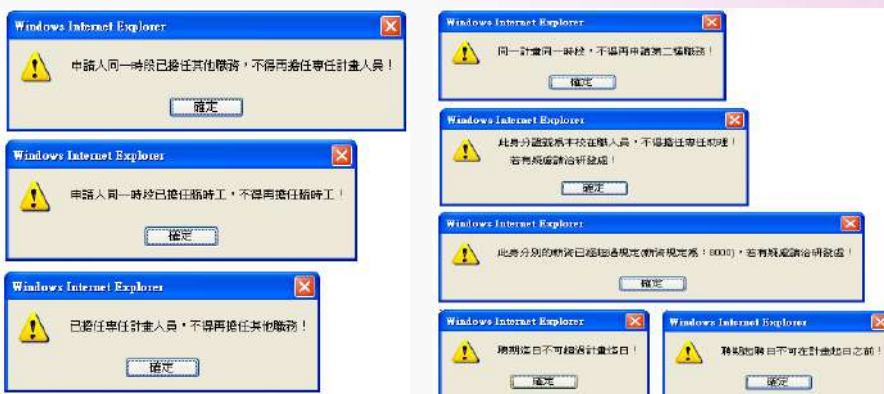 Windows Internet Explorer
申請人同一時段已擔任其他職務，不得再擔任專任計畫人員！
確定
Windows Internet Explorer
申請人同一時段已擔任臨時工，不得再擔任臨時工！
確定
Windows Internet Explorer
已擔任專任計畫人員，不得再擔任其他職務！
確定
Windows Internet Explorer
同一計畫同一時段，不得再申請第二種職務！
確定
Windows Internet Explorer
此身分證號為本校在職人員，不得擔任專任助理！
若有疑慮請洽研發處！
確定
Windows Internet Explorer
此身分別的薪資已經超過規定(薪資規定為：8000)，若有疑慮請洽研發處！
確定
Windows Internet Explorer
聘期迄日不可超過計畫迄日！
確定
Windows Internet Explorer
聘期起聘日不可在計畫起日之前！
確定